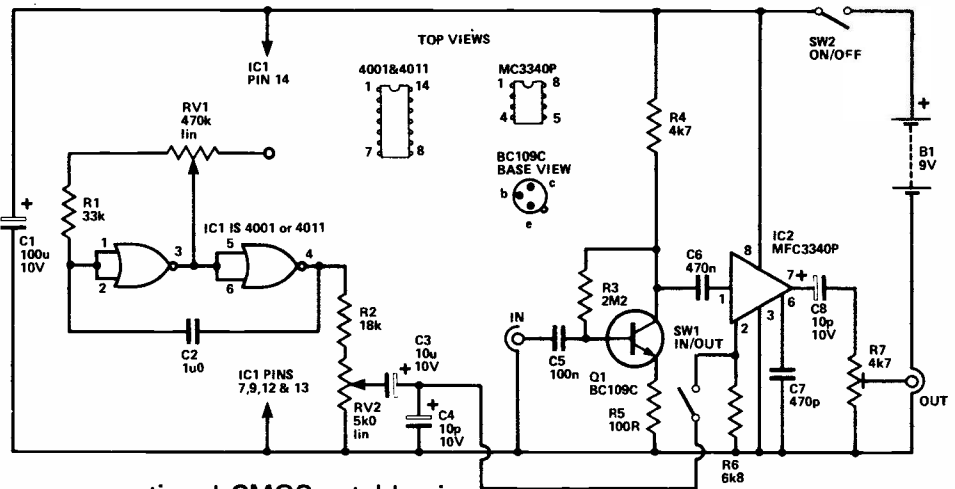 TOP VIEWS
SW2
ON/OFF
IC1
PIN 14
4001&4011
1
14
7
8
MC3340P
1
8
4
5
RV1
470k
lin
R4
4k7
+
B1
9V
BC109C
BASE VIEW
b
c
e
R1
33k
+
C1
100u
10V
IC1 IS 4001 or 4011
1
2
3
5
6
4
C6
470n
IC2
MFC3340P
8
1
7
+
6
2
3
C8
10p
10V
R3
2M2
R2
18k
IN
SW1
IN/OUT
C2
1u0
C3
10u
10V
+
C5
100n
R7
4k7
IC1 PINS
7,9,12 & 13
Q1
BC109C
C7
470p
OUT
RV2
5k0
lin
+
C4
10p
10V
R5
100R
R6
6k8